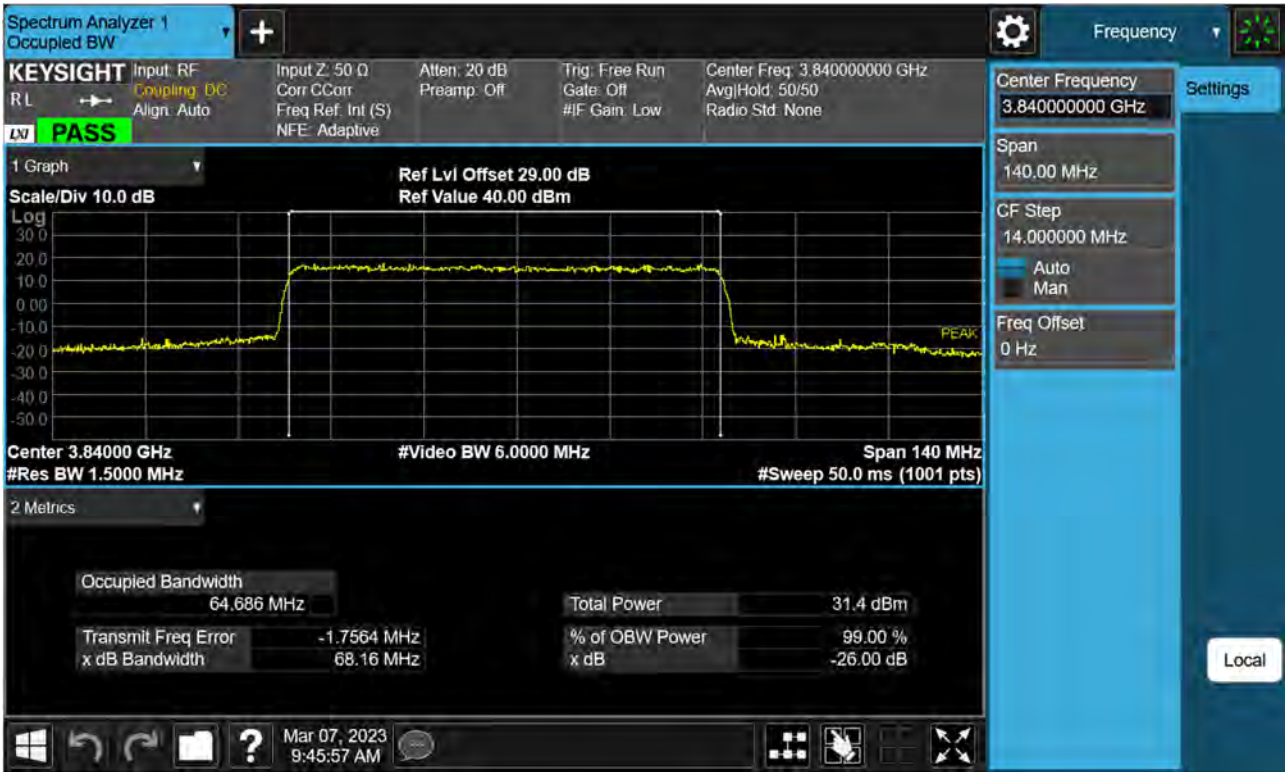 Spectrum Analyzer 1
Occupied BW
+
Frequency
KEYSIGHT
RL
LXI
PASS
Input: RF
Coupling: DC
Align: Auto
Input Z: 50 Ω
Corr CCorr
Freq Ref: Int (S)
NFE: Adaptive
Atten: 20 dB
Preamp: Off
Trig: Free Run
Gate: Off
#IF Gain: Low
Center Freq: 3.840000000 GHz
Avg|Hold: 50/50
Radio Std: None
Center Frequency
3.840000000 GHz
Settings
Span
140.00 MHz
CF Step
14.000000 MHz
Auto
Man
Freq Offset
0 Hz
Local
1 Graph
Scale/Div 10.0 dB
Ref Lvl Offset 29.00 dB
Ref Value 40.00 dBm
Log
30.0
20.0
10.0
0.00
-10.0
-20.0
-30.0
-40.0
-50.0
PEAK
Center 3.84000 GHz
#Res BW 1.5000 MHz
#Video BW 6.0000 MHz
Span 140 MHz
#Sweep 50.0 ms (1001 pts)
2 Metrics
Occupied Bandwidth
64.686 MHz
Transmit Freq Error -1.7564 MHz
x dB Bandwidth 68.16 MHz
Total Power 31.4 dBm
% of OBW Power 99.00 %
x dB -26.00 dB
?
Mar 07, 2023
9:45:57 AM